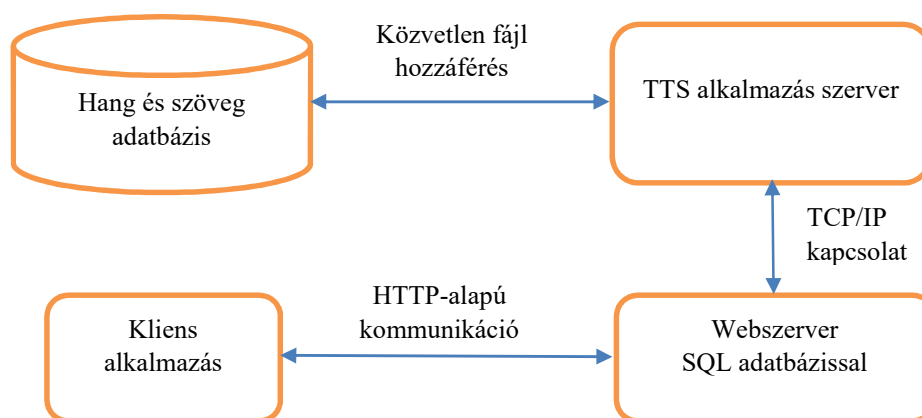 Közvetlen fájl
hozzáférés
Hang és szöveg
adatbázis
TTS alkalmazás szerver
TCP/IP
kapcsolat
HTTP-alapú
kommunikáció
Kliens
alkalmazás
Webszerver
SQL adatbázissal